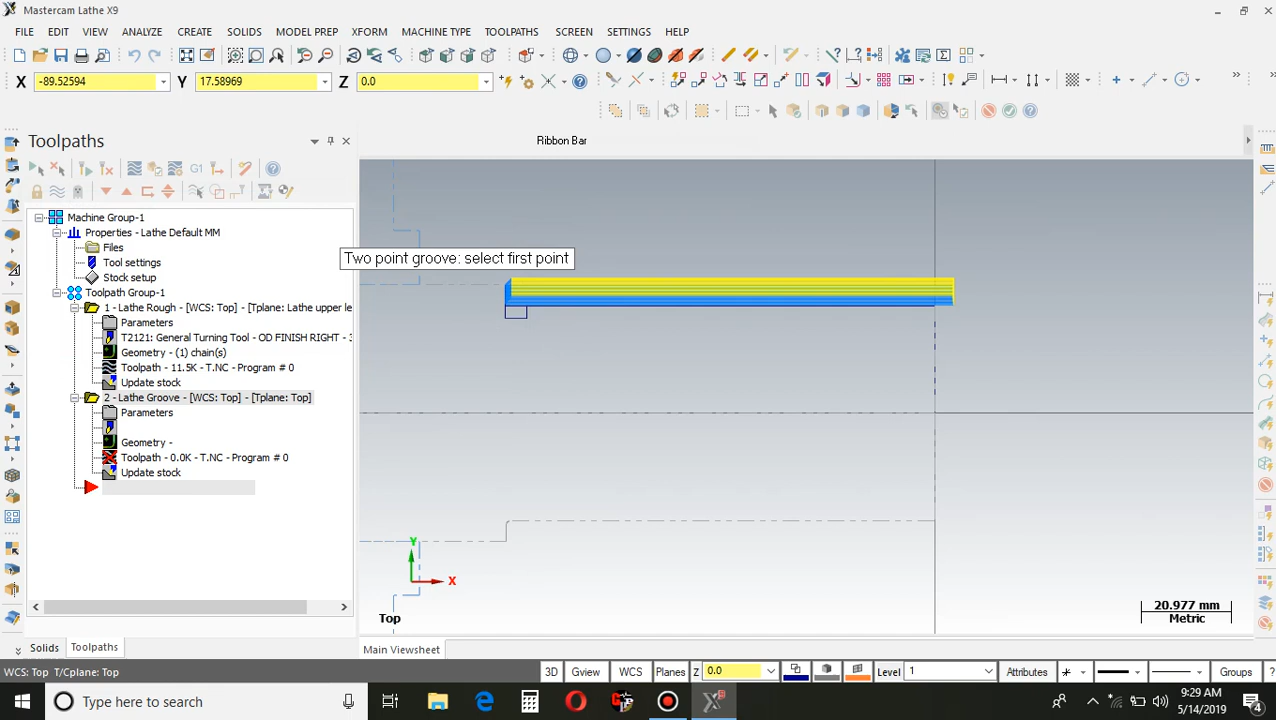 Mastercam Lathe X9
FILE EDIT VIEW ANALYZE CREATE SOLIDS MODEL PREP XFORM MACHINE TYPE TOOLPATHS SCREEN SETTINGS HELP
X -89.52594 Y 17.58969 Z 0.0
Toolpaths
Ribbon Bar
G1
Machine Group-1
Properties - Lathe Default MM
Files
Tool settings
Stock setup
Toolpath Group-1
1 - Lathe Rough - [WCS: Top] - [Tplane: Lathe upper le
Parameters
T2121: General Turning Tool - OD FINISH RIGHT - 3
Geometry - (1) chain(s)
Toolpath - 11.5K - T.NC - Program # 0
Update stock
2 - Lathe Groove - [WCS: Top] - [Tplane: Top]
Parameters
Geometry -
Toolpath - 0.0K - T.NC - Program # 0
Update stock
Two point groove: select first point
Y
X
Top
20.977 mm
Metric
Solids Toolpaths
Main Viewsheet
WCS: Top T/Cplane: Top
3D Gview WCS Planes Z 0.0 Level 1 Attributes Groups ?
Type here to search
9:29 AM
5/14/2019
4